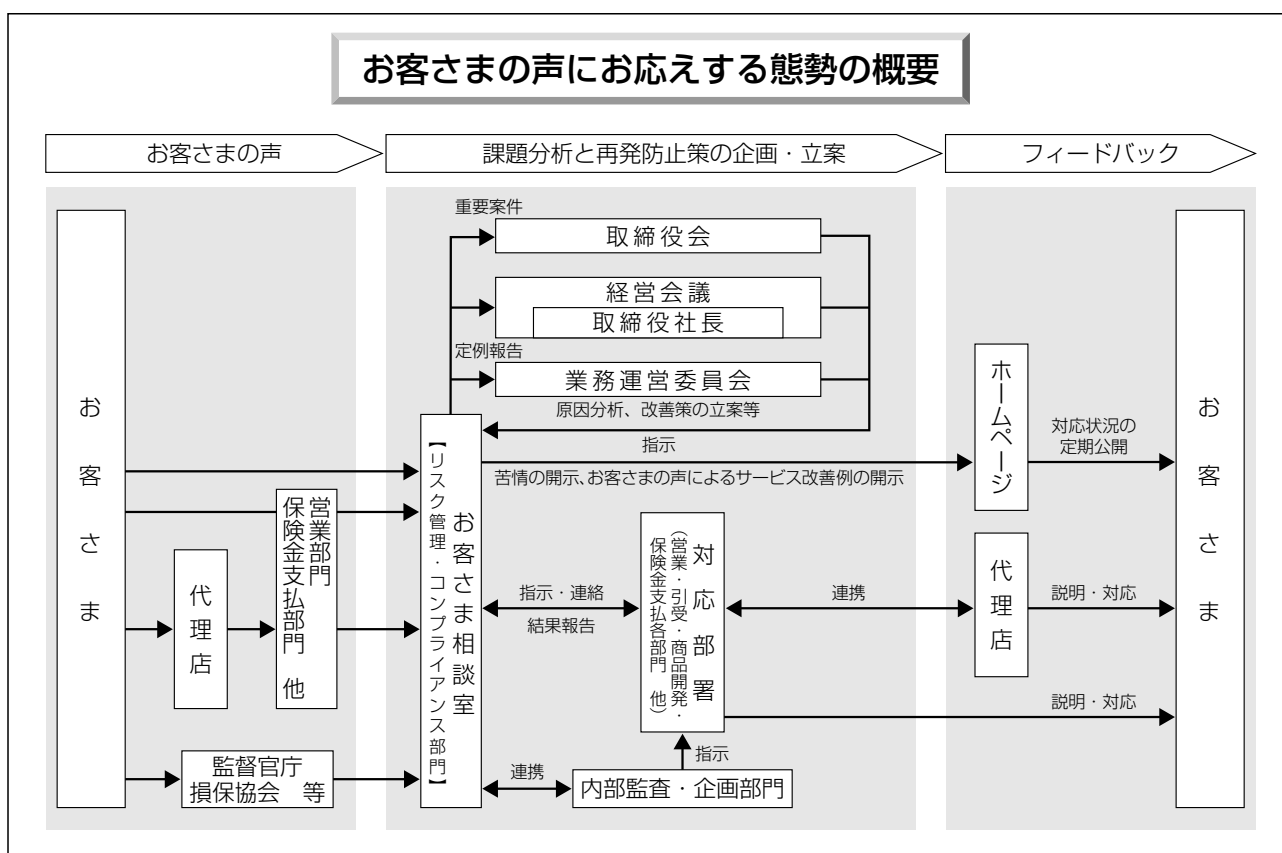 お客さまの声にお応えする態勢の概要
お客さまの声
課題分析と再発防止策の企画・立案
フィードバック
お客さま
代理店
営業部門
保険金支払部門 他
監督官庁
損保協会 等
お客さま相談室
【リスク管理・コンプライアンス部門】
重要案件
取締役会
経営会議
取締役社長
定例報告
業務運営委員会
原因分析、改善策の立案等
指示
苦情の開示、お客さまの声によるサービス改善例の開示
指示・連絡
結果報告
対応部署
(営業・引受・商品開発・
保険金支払各部門 他)
連携
指示
内部監査・企画部門
連携
ホームページ
対応状況の
定期公開
代理店
説明・対応
説明・対応
お客さま